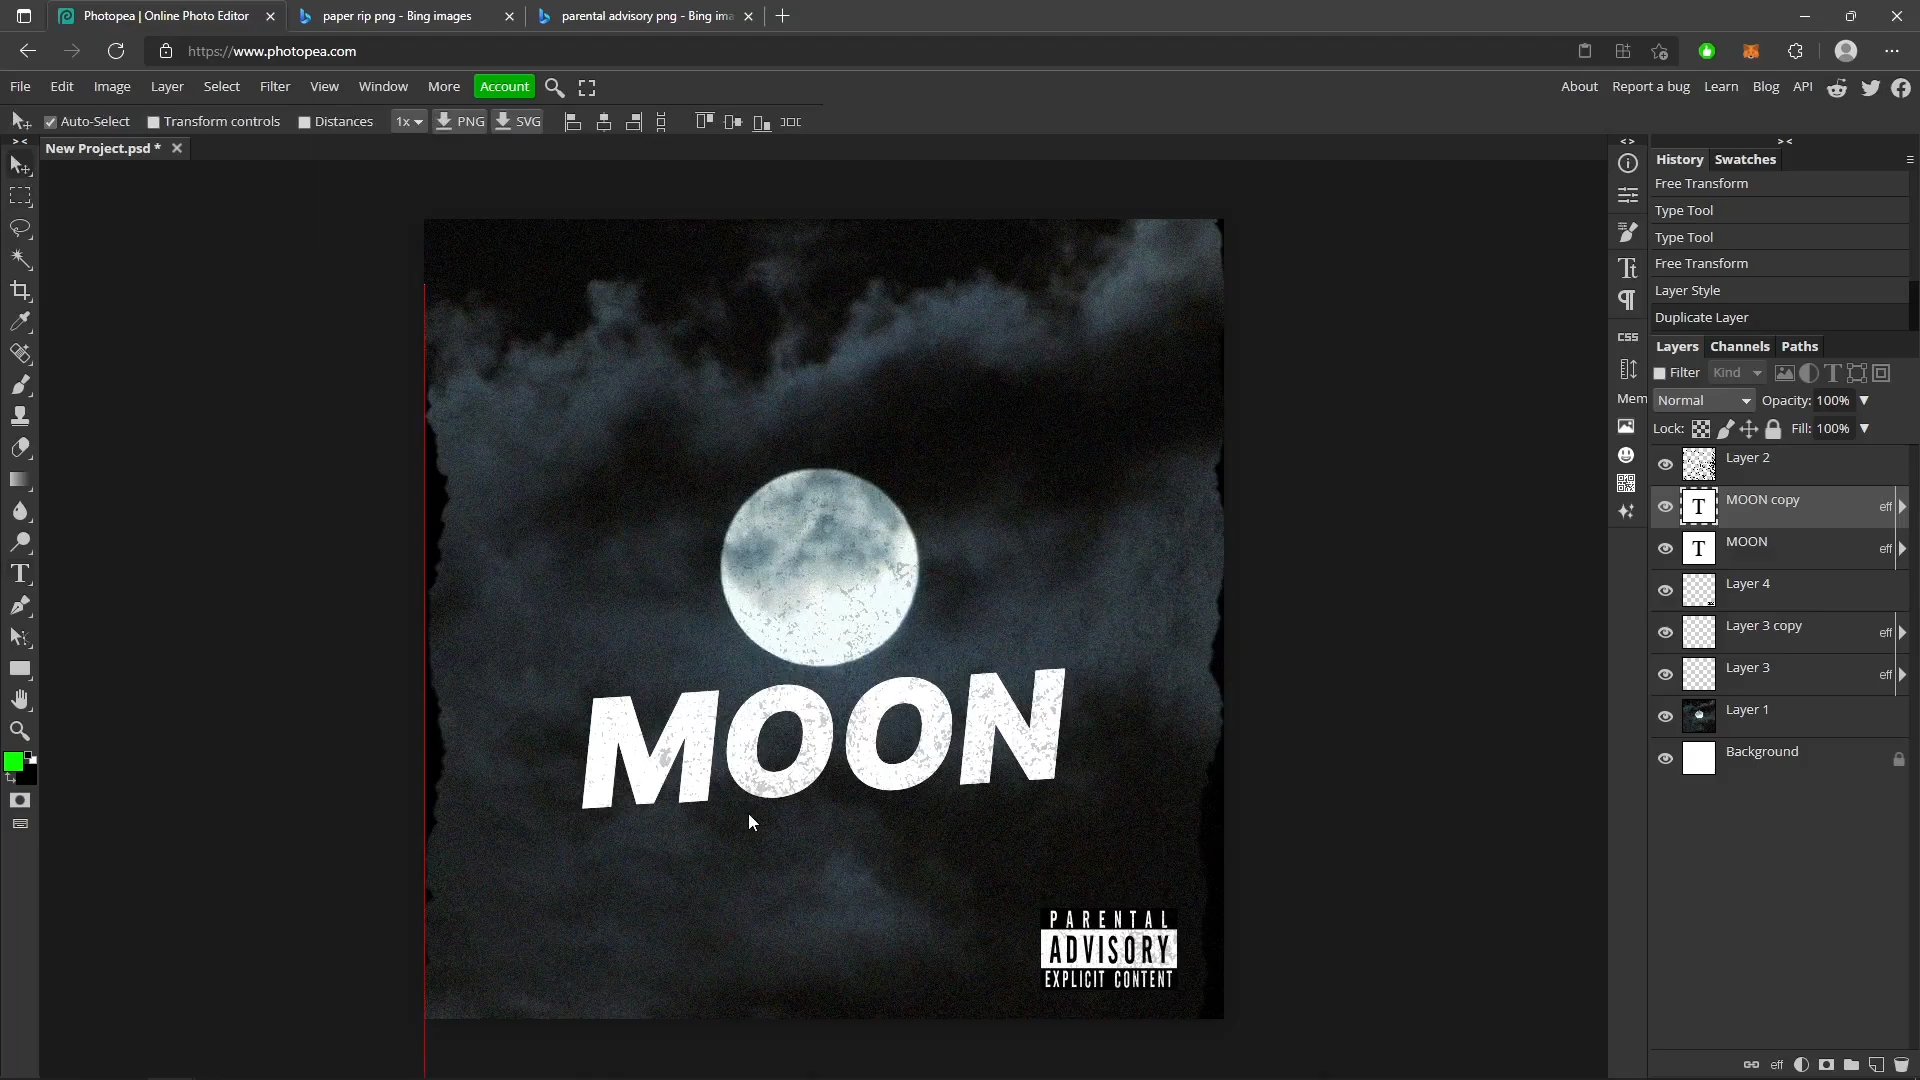 Photopea | Online Photo Editor
paper rip png - Bing images
parental advisory png - Bing ima
https://www.photopea.com
File Edit Image Layer Select Filter View Window More Account
About Report a bug Learn Blog API
Auto-Select Transform controls Distances 1x PNG SVG
New Project.psd *
History Swatches
Free Transform
Type Tool
Type Tool
Free Transform
Layer Style
Duplicate Layer
CSS
Mem
Layers Channels Paths
Filter Kind
Normal Opacity: 100%
Lock: Fill: 100%
Layer 2
MOON copy eff
MOON eff
Layer 4
Layer 3 copy eff
Layer 3 eff
Layer 1
Background
eff
MOON
PARENTAL
ADVISORY
EXPLICIT CONTENT